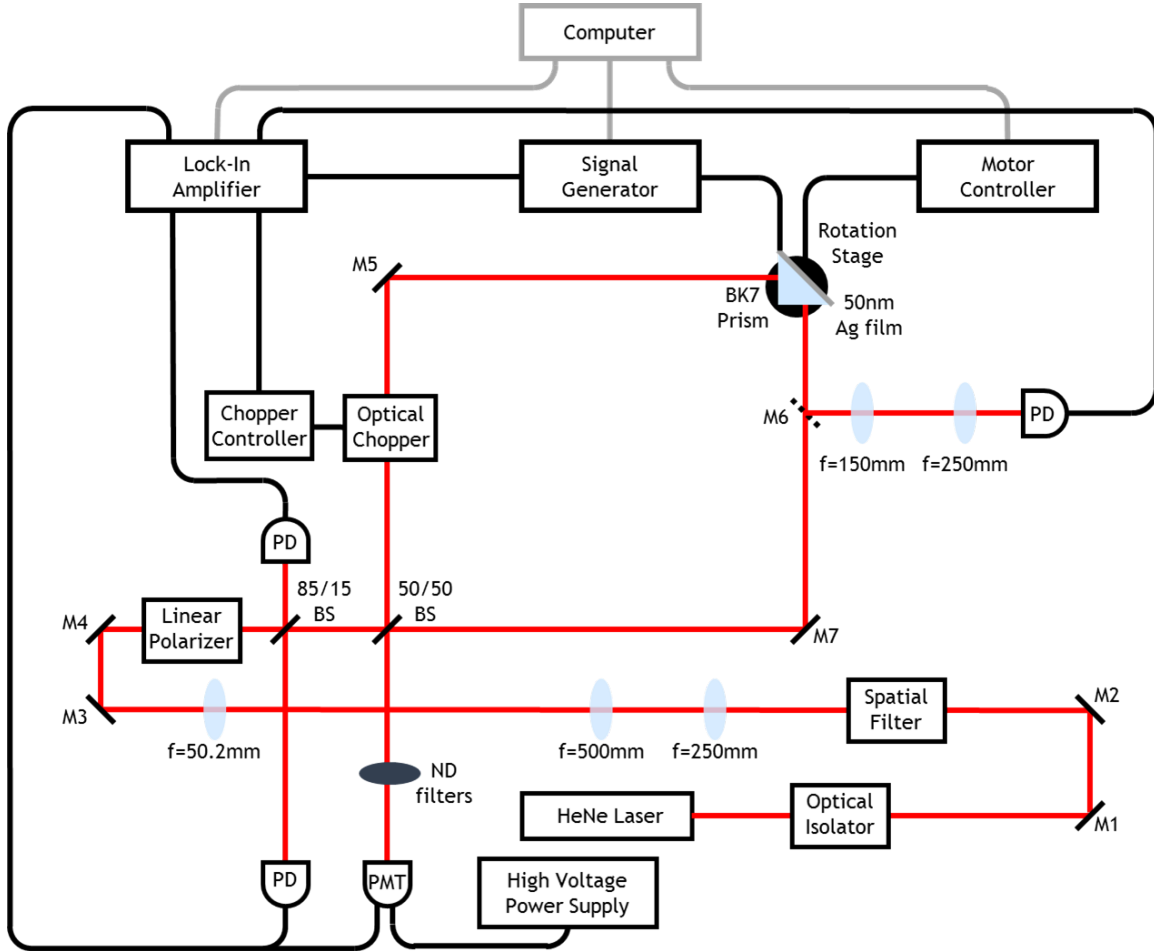 Computer
Lock-In
Amplifier
Signal
Generator
Motor
Controller
Rotation
Stage
M5
BK7
Prism
50nm
Ag film
Chopper
Controller
Optical
Chopper
M6
PD
f=150mm
f=250mm
PD
85/15
BS
50/50
BS
M4
Linear
Polarizer
M7
M3
Spatial
Filter
M2
f=50.2mm
f=500mm
f=250mm
ND
filters
HeNe Laser
Optical
Isolator
M1
PD
PMT
High Voltage
Power Supply